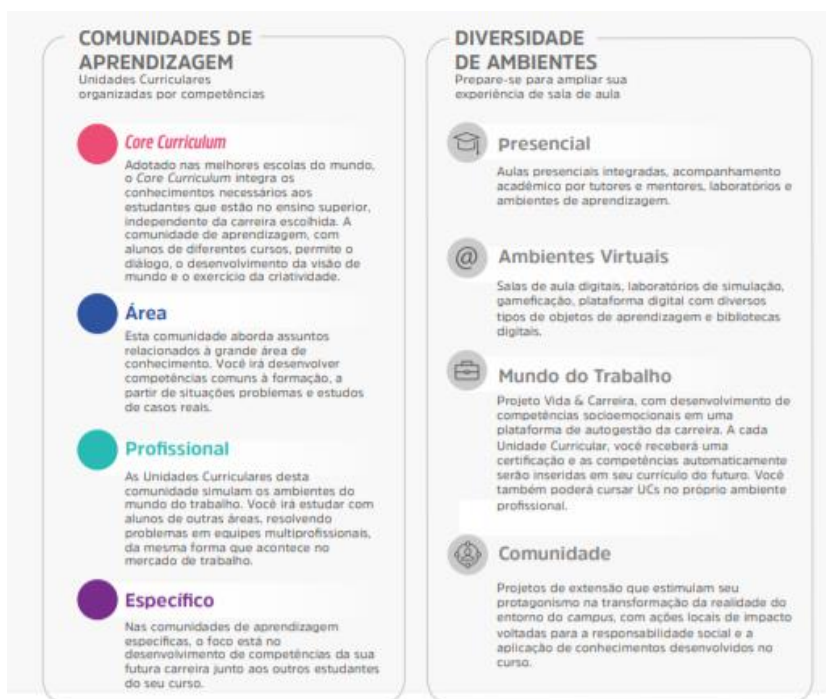 COMUNIDADES DE
APRENDIZAGEM
Unidades Curriculares
organizadas por competências
Core Curriculum
Adotado nas melhores escolas do mundo,
o Core Curriculum integra os
conhecimentos necessários aos
estudantes que estão no ensino superior,
independente da carreira escolhida. A
comunidade de aprendizagem, com
alunos de diferentes cursos, permite o
diálogo, o desenvolvimento da visão de
mundo e o exercício da criatividade.
Área
Esta comunidade aborda assuntos
relacionados à grande área de
conhecimento. Você irá desenvolver
competências comuns à formação, a
partir de situações problemas e estudos
de casos reais.
Profissional
As Unidades Curriculares desta
comunidade simulam os ambientes do
mundo do trabalho. Você irá estudar com
alunos de outras áreas, resolvendo
problemas em equipes multiprofissionais,
da mesma forma que acontece no
mercado de trabalho.
Específico
Nas comunidades de aprendizagem
específicas, o foco está no
desenvolvimento de competências da sua
futura carreira junto aos outros estudantes
do seu curso.
DIVERSIDADE
DE AMBIENTES
Prepare-se para ampliar sua
experiência de sala de aula
Presencial
Aulas presenciais integradas, acompanhamento
acadêmico por tutores e mentores, laboratórios e
ambientes de aprendizagem.
@ Ambientes Virtuais
Salas de aula digitais, laboratórios de simulação,
gameficação, plataforma digital com diversos
tipos de objetos de aprendizagem e bibliotecas
digitais.
Mundo do Trabalho
Projeto Vida & Carreira, com desenvolvimento de
competências socioemocionais em uma
plataforma de autogestão da carreira. A cada
Unidade Curricular, você receberá uma
certificação e as competências automaticamente
serão inseridas em seu currículo do futuro. Você
também poderá cursar UCs no próprio ambiente
profissional.
Comunidade
Projetos de extensão que estimulam seu
protagonismo na transformação da realidade do
entorno do campus, com ações locais de impacto
voltadas para a responsabilidade social e a
aplicação de conhecimentos desenvolvidos no
curso.